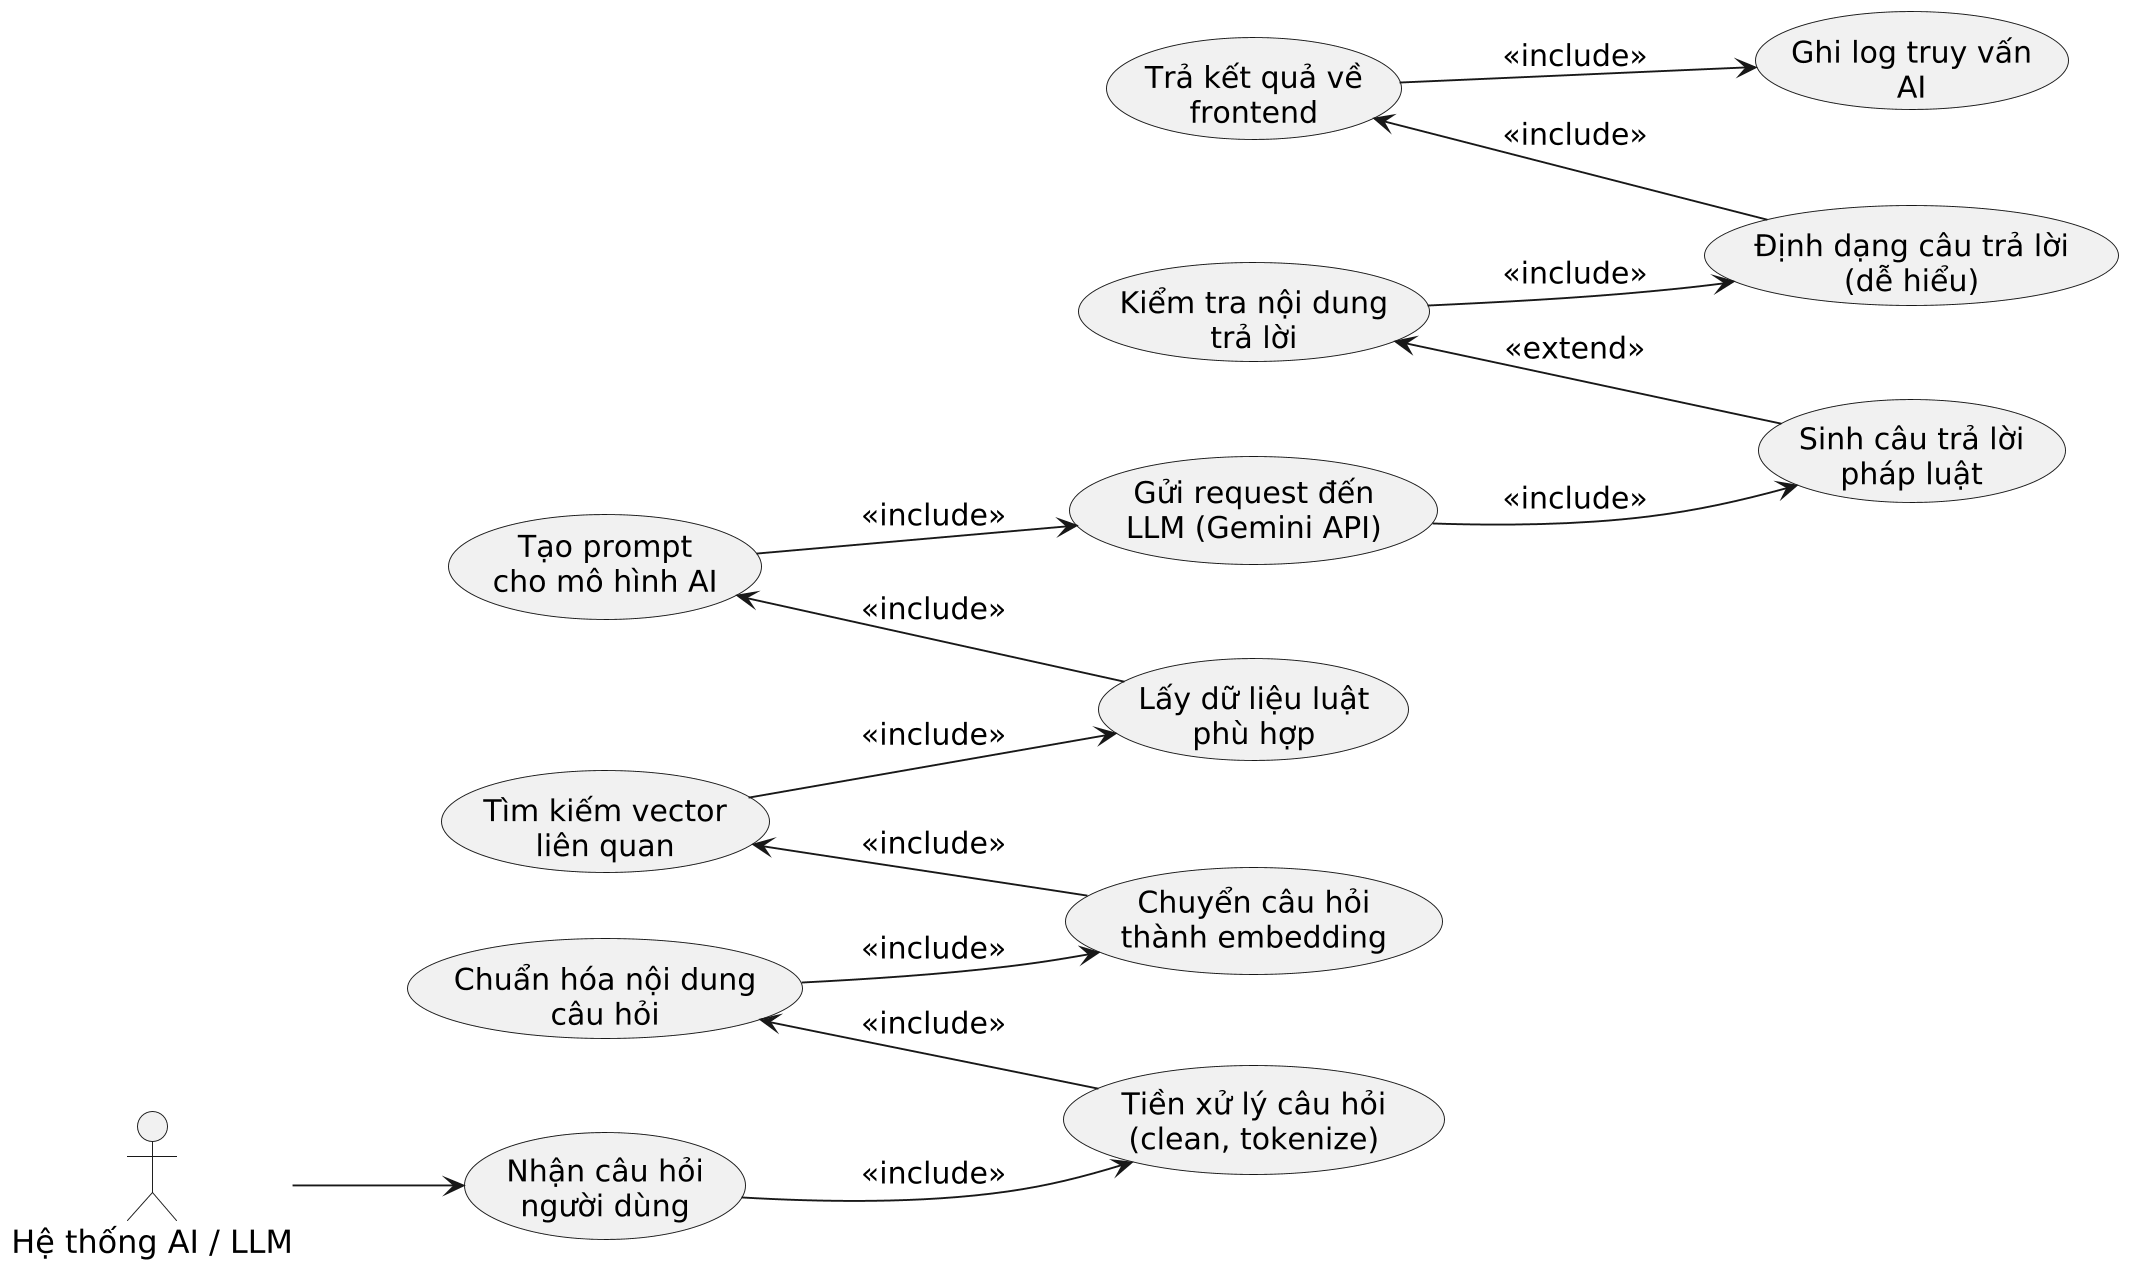 Trả kết quả về
frontend
«include»
Ghi log truy vấn
AI
«include»
Định dạng câu trả lời
(dễ hiểu)
Kiểm tra nội dung
trả lời
«include»
«extend»
Sinh câu trả lời
pháp luật
Gửi request đến
LLM (Gemini API)
«include»
Tạo prompt
cho mô hình AI
«include»
«include»
Lấy dữ liệu luật
phù hợp
«include»
Tìm kiếm vector
liên quan
«include»
Chuyển câu hỏi
thành embedding
«include»
Chuẩn hóa nội dung
câu hỏi
«include»
Tiền xử lý câu hỏi
(clean, tokenize)
Nhận câu hỏi
người dùng
«include»
Hệ thống AI / LLM